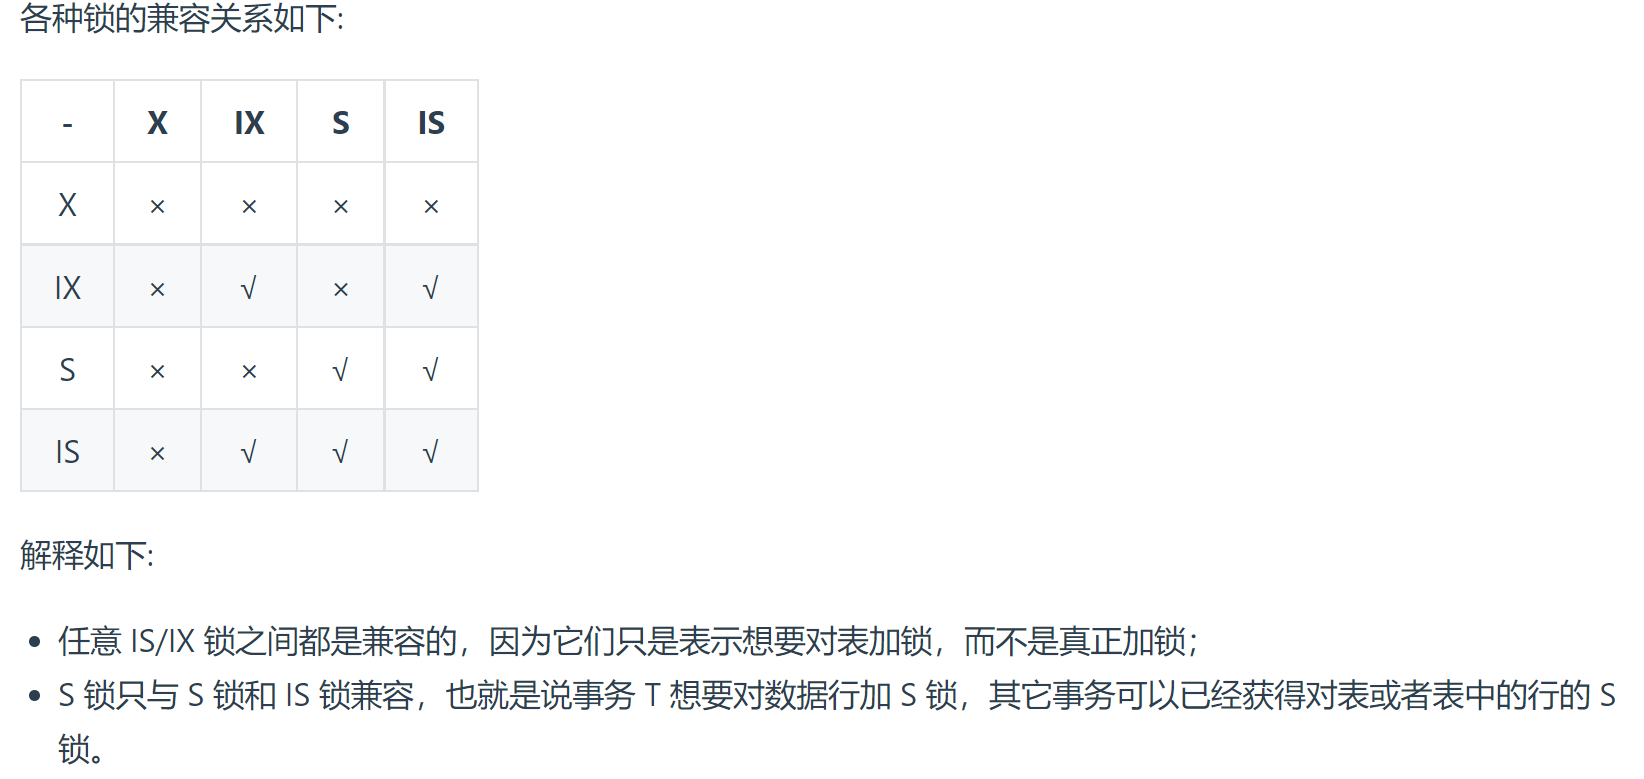 各种锁的兼容关系如下:
- X IX S IS
X × × × ×
IX × √ × √
S × × √ √
IS × √ √ √
解释如下:
任意 IS/IX 锁之间都是兼容的，因为它们只是表示想要对表加锁，而不是真正加锁；
S 锁只与 S 锁和 IS 锁兼容，也就是说事务 T 想要对数据行加 S 锁，其它事务可以已经获得对表或者表中的行的 S
锁。